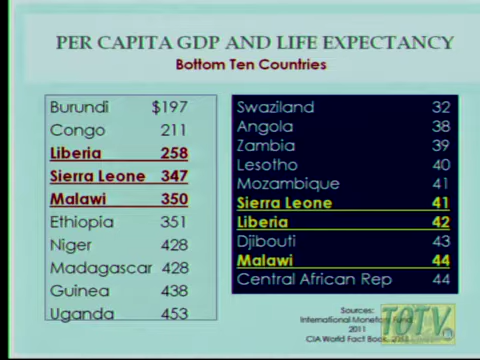 PER CAPITA GDP AND LIFE EXPECTANCY
Bottom Ten Countries
Burundi $197
Congo 211
Liberia 258
Sierra Leone 347
Malawi 350
Ethiopia 351
Niger 428
Madagascar 428
Guinea 438
Uganda 453
Swaziland 32
Angola 38
Zambia 39
Lesotho 40
Mozambique 41
Sierra Leone 41
Liberia 42
Djibouti 43
Malawi 44
Central African Rep 44
Sources:
International Monetary Fund
2011
CIA World Fact Book,